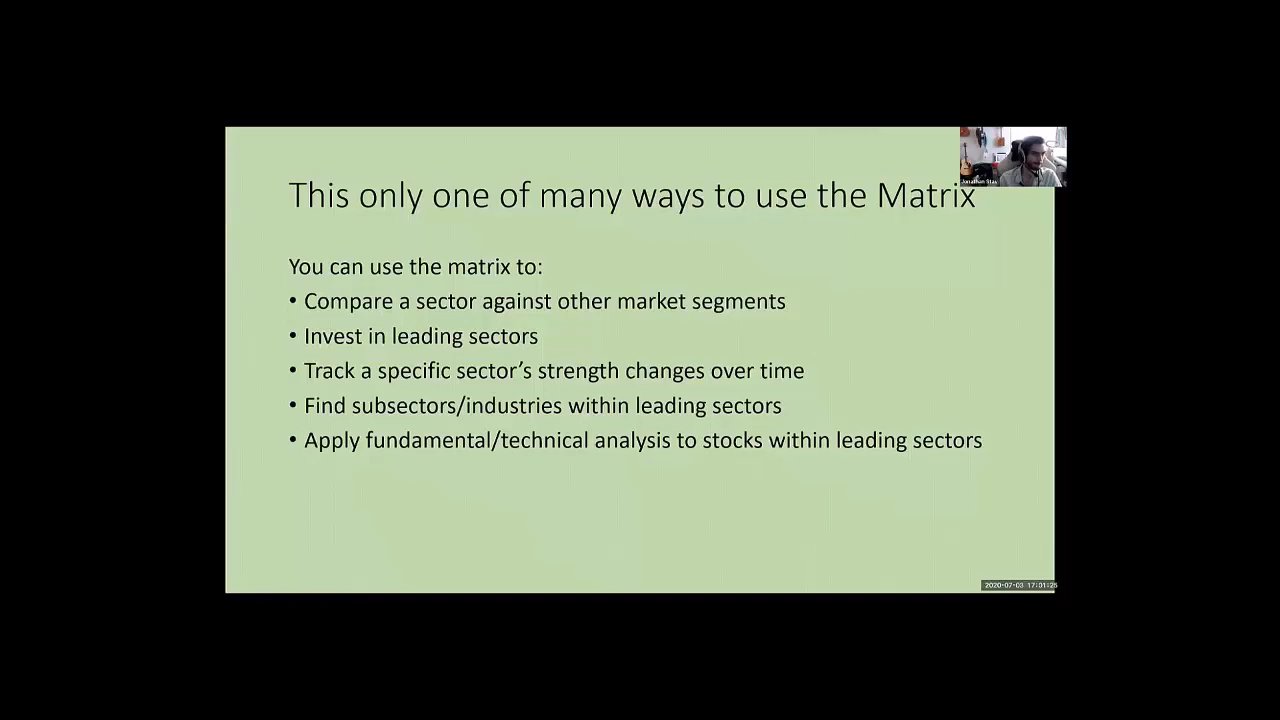 This only one of many ways to use the Matrix
You can use the matrix to:
• Compare a sector against other market segments
• Invest in leading sectors
• Track a specific sector’s strength changes over time
• Find subsectors/industries within leading sectors
• Apply fundamental/technical analysis to stocks within leading sectors
Jonathan Stav
2020-07-03 17:01:25